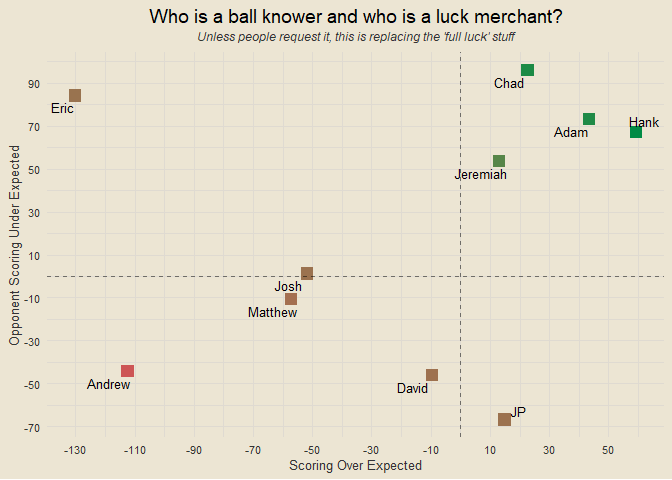 Who is a ball knower and who is a luck merchant?
Unless people request it, this is replacing the 'full luck' stuff
Opponent Scoring Under Expected
90
70
50
30
10
-10
-30
-50
-70
Eric
Chad
Hank
Adam
Jeremiah
Josh
Matthew
Andrew
David
JP
-130
-110
-90
-70
-50
-30
-10
10
30
50
Scoring Over Expected